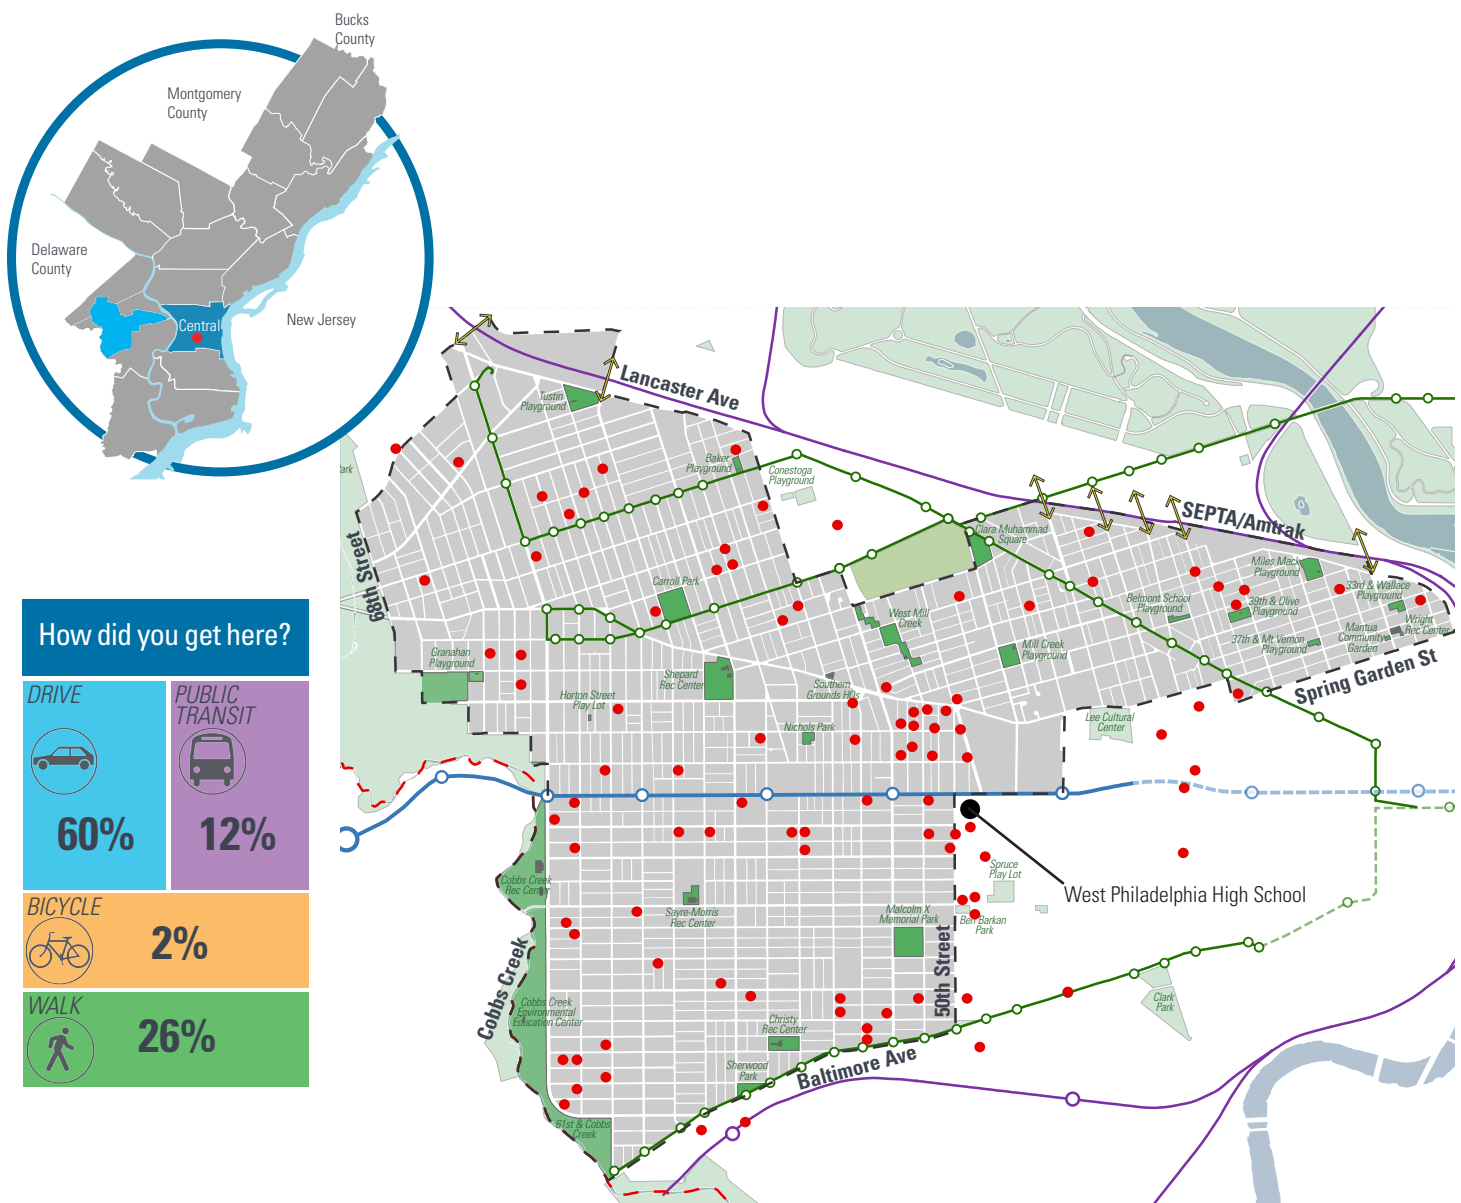 Bucks
County
Montgomery
County
Delaware
County
New Jersey
Central
How did you get here?
DRIVE
60%
PUBLIC
TRANSIT
12%
BICYCLE
2%
WALK
26%
Lancaster Ave
Tustin
Playground
Baker
Playground
Conestoga
Playground
ark
68th Street
SEPTA/Amtrak
Clara Muhammad
Square
Miles Mack
Playground
33rd & Wallace
Playground
Carroll Park
Belmont School
Playground
39th & Olive
Playground
Wright
Rec Center
West Mill
Creek
Mantua
Community
Garden
37th & Mt Vernon
Playground
Mill Creek
Playground
Granahan
Playground
Spring Garden St
Shepard
Rec Center
Southern
Grounds HQs
Horton Street
Play Lot
Lee Cultural
Center
Nichols Park
Spruce
Play Lot
West Philadelphia High School
Cobbs Creek
Rec Center
Sayre-Morris
Rec Center
Malcolm X
Memorial Park
Ben Barkan
Park
50th Street
Cobbs Creek
Cobbs Creek
Environmental
Education Center
Clark
Park
Christy
Rec Center
Baltimore Ave
Sherwood
Park
61st & Cobbs
Creek